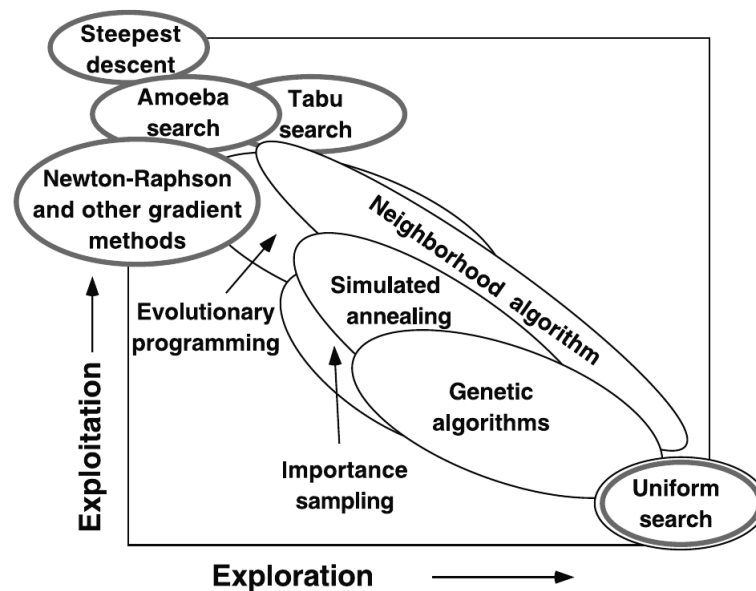 Steepest
descent
Amoeba
search
Tabu
search
Newton-Raphson
and other gradient
methods
Neighborhood algorithm
Simulated
annealing
Evolutionary
programming
Genetic
algorithms
Importance
sampling
Uniform
search
Exploitation
Exploration